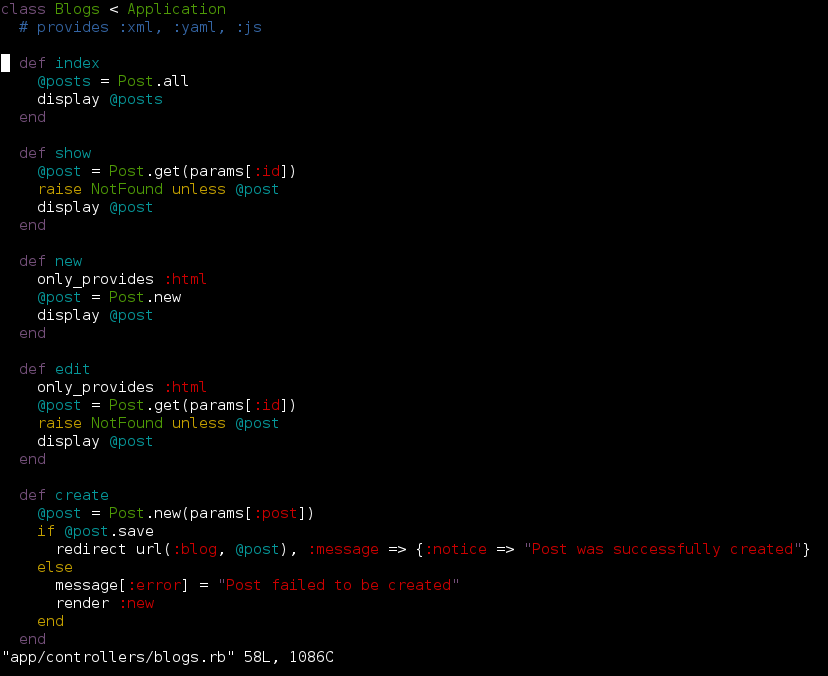 class Blogs < Application
  # provides :xml, :yaml, :js

  def index
    @posts = Post.all
    display @posts
  end

  def show
    @post = Post.get(params[:id])
    raise NotFound unless @post
    display @post
  end

  def new
    only_provides :html
    @post = Post.new
    display @post
  end

  def edit
    only_provides :html
    @post = Post.get(params[:id])
    raise NotFound unless @post
    display @post
  end

  def create
    @post = Post.new(params[:post])
    if @post.save
      redirect url(:blog, @post), :message => {:notice => "Post was successfully created"}
    else
      message[:error] = "Post failed to be created"
      render :new
    end
  end
"app/controllers/blogs.rb" 58L, 1086C